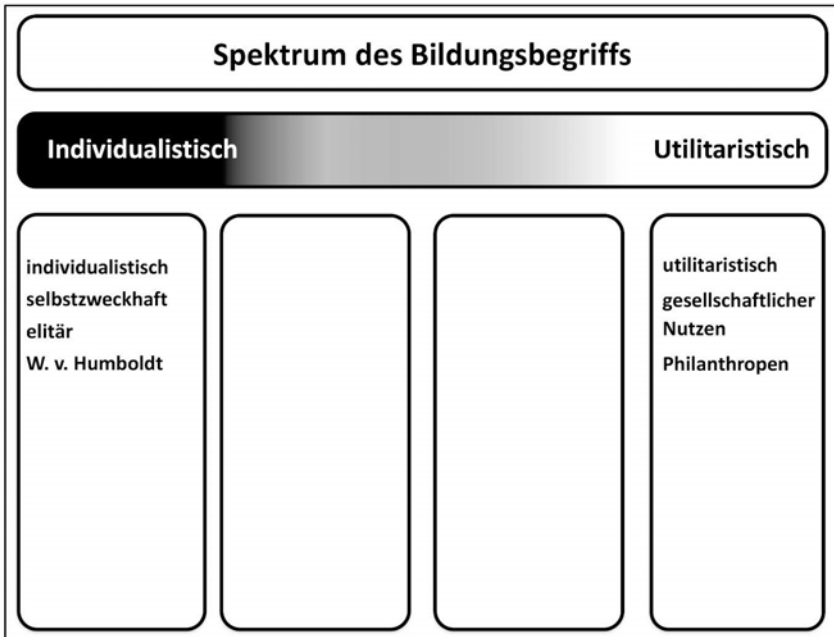 Spektrum des Bildungsbegriffs
Individualistisch
Utilitaristisch
individualistisch
selbstzweckhaft
elitär
W. v. Humboldt
utilitaristisch
gesellschaftlicher
Nutzen
Philanthropen